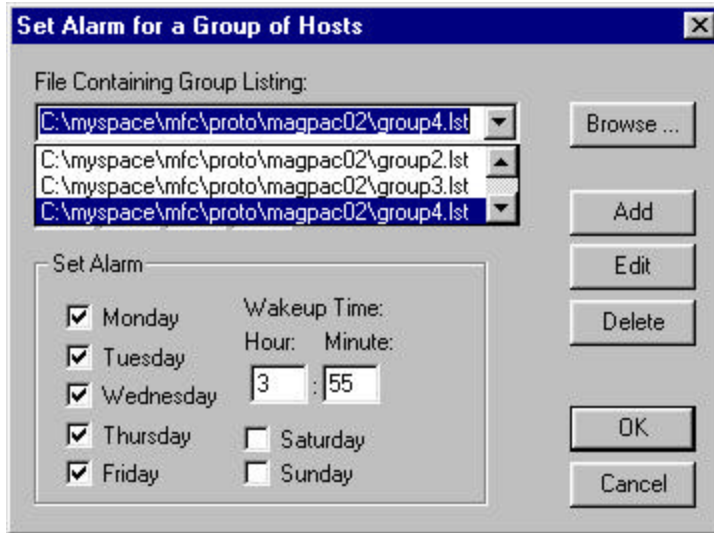 Set Alarm for a Group of Hosts
File Containing Group Listing:
C:\myspace\mfc\proto\magpac02\group4.lst
Browse ...
C:\myspace\mfc\proto\magpac02\group2.lst
C:\myspace\mfc\proto\magpac02\group3.lst
C:\myspace\mfc\proto\magpac02\group4.lst
Add
Edit
Delete
Set Alarm
Monday
Tuesday
Wednesday
Thursday
Friday
Wakeup Time:
Hour: Minute:
3 : 55
Saturday
Sunday
OK
Cancel